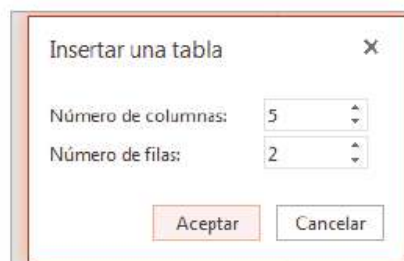 Insertar una tabla
Número de columnas: 5
Número de filas: 2
Aceptar Cancelar